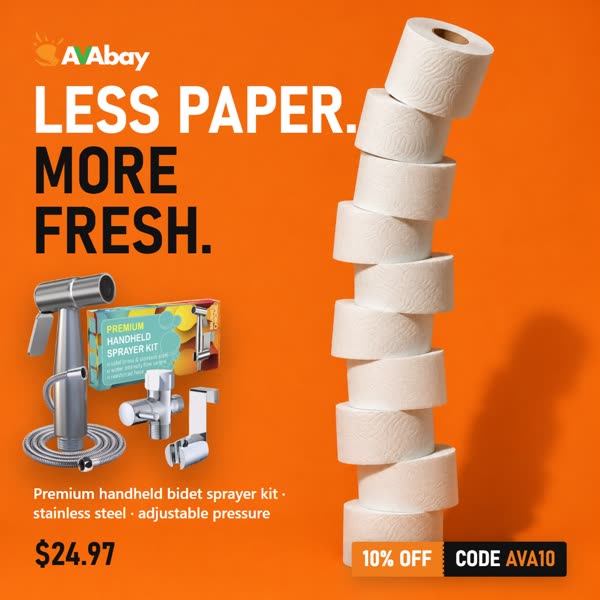 AVAbay
LESS PAPER.
MORE
FRESH.
PREMIUM
HANDHELD
SPRAYER KIT
Premium handheld bidet sprayer kit ·
stainless steel · adjustable pressure
$24.97
10% OFF CODE AVA10